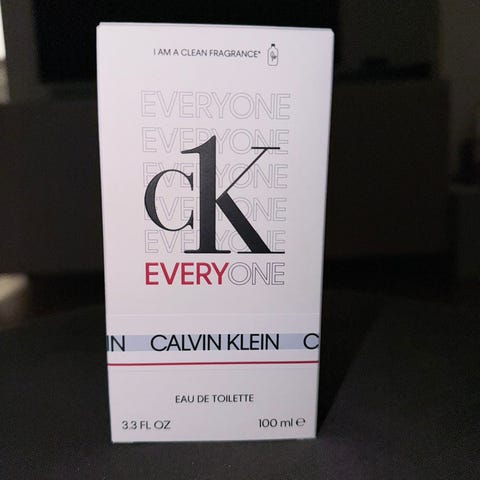 I AM A CLEAN FRAGRANCE*
EVERYONE
EVERYONE
EVERYONE
EVERYONE
EVERYONE
cK
EVERYONE
IN CALVIN KLEIN C
EAU DE TOILETTE
3.3 FL OZ 100 ml ℮